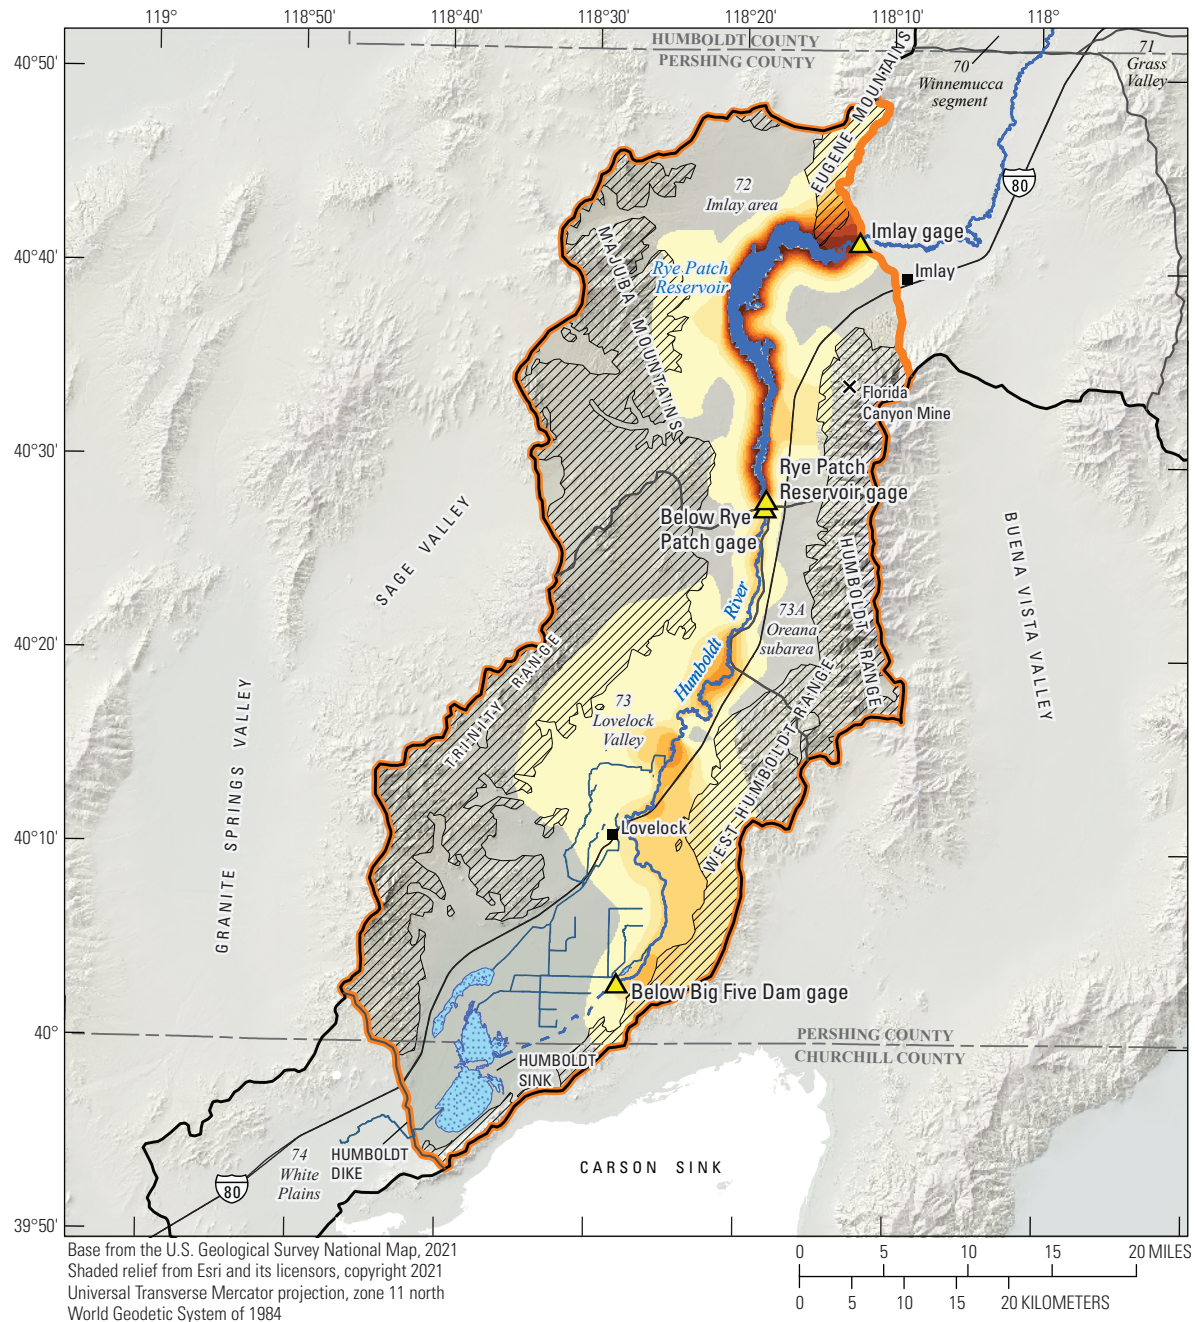 119°
118°50'
118°40'
118°30'
118°20'
118°10'
118°
HUMBOLDT COUNTY
PERSHING COUNTY
40°50'
70
Winnemucca
segment
71
Grass
Valley
EUGENE MOUNTAINS
80
72
Imlay area
Imlay gage
40°40'
Rye Patch
Reservoir
Imlay
MAJUBA MOUNTAINS
Florida
Canyon Mine
40°30'
Rye Patch
Reservoir gage
Below Rye
Patch gage
SAGE VALLEY
BUENA VISTA VALLEY
HUMBOLDT RANGE
Humboldt River
73A
Oreana
subarea
40°20'
TRINITY RANGE
73
Lovelock
Valley
GRANITE SPRINGS VALLEY
WEST HUMBOLDT RANGE
40°10'
Lovelock
Below Big Five Dam gage
40°
PERSHING COUNTY
CHURCHILL COUNTY
HUMBOLDT
SINK
74
White
Plains
HUMBOLDT
DIKE
CARSON SINK
80
39°50'
Base from the U.S. Geological Survey National Map, 2021
Shaded relief from Esri and its licensors, copyright 2021
Universal Transverse Mercator projection, zone 11 north
World Geodetic System of 1984
0 5 10 15 20 MILES
0 5 10 15 20 KILOMETERS